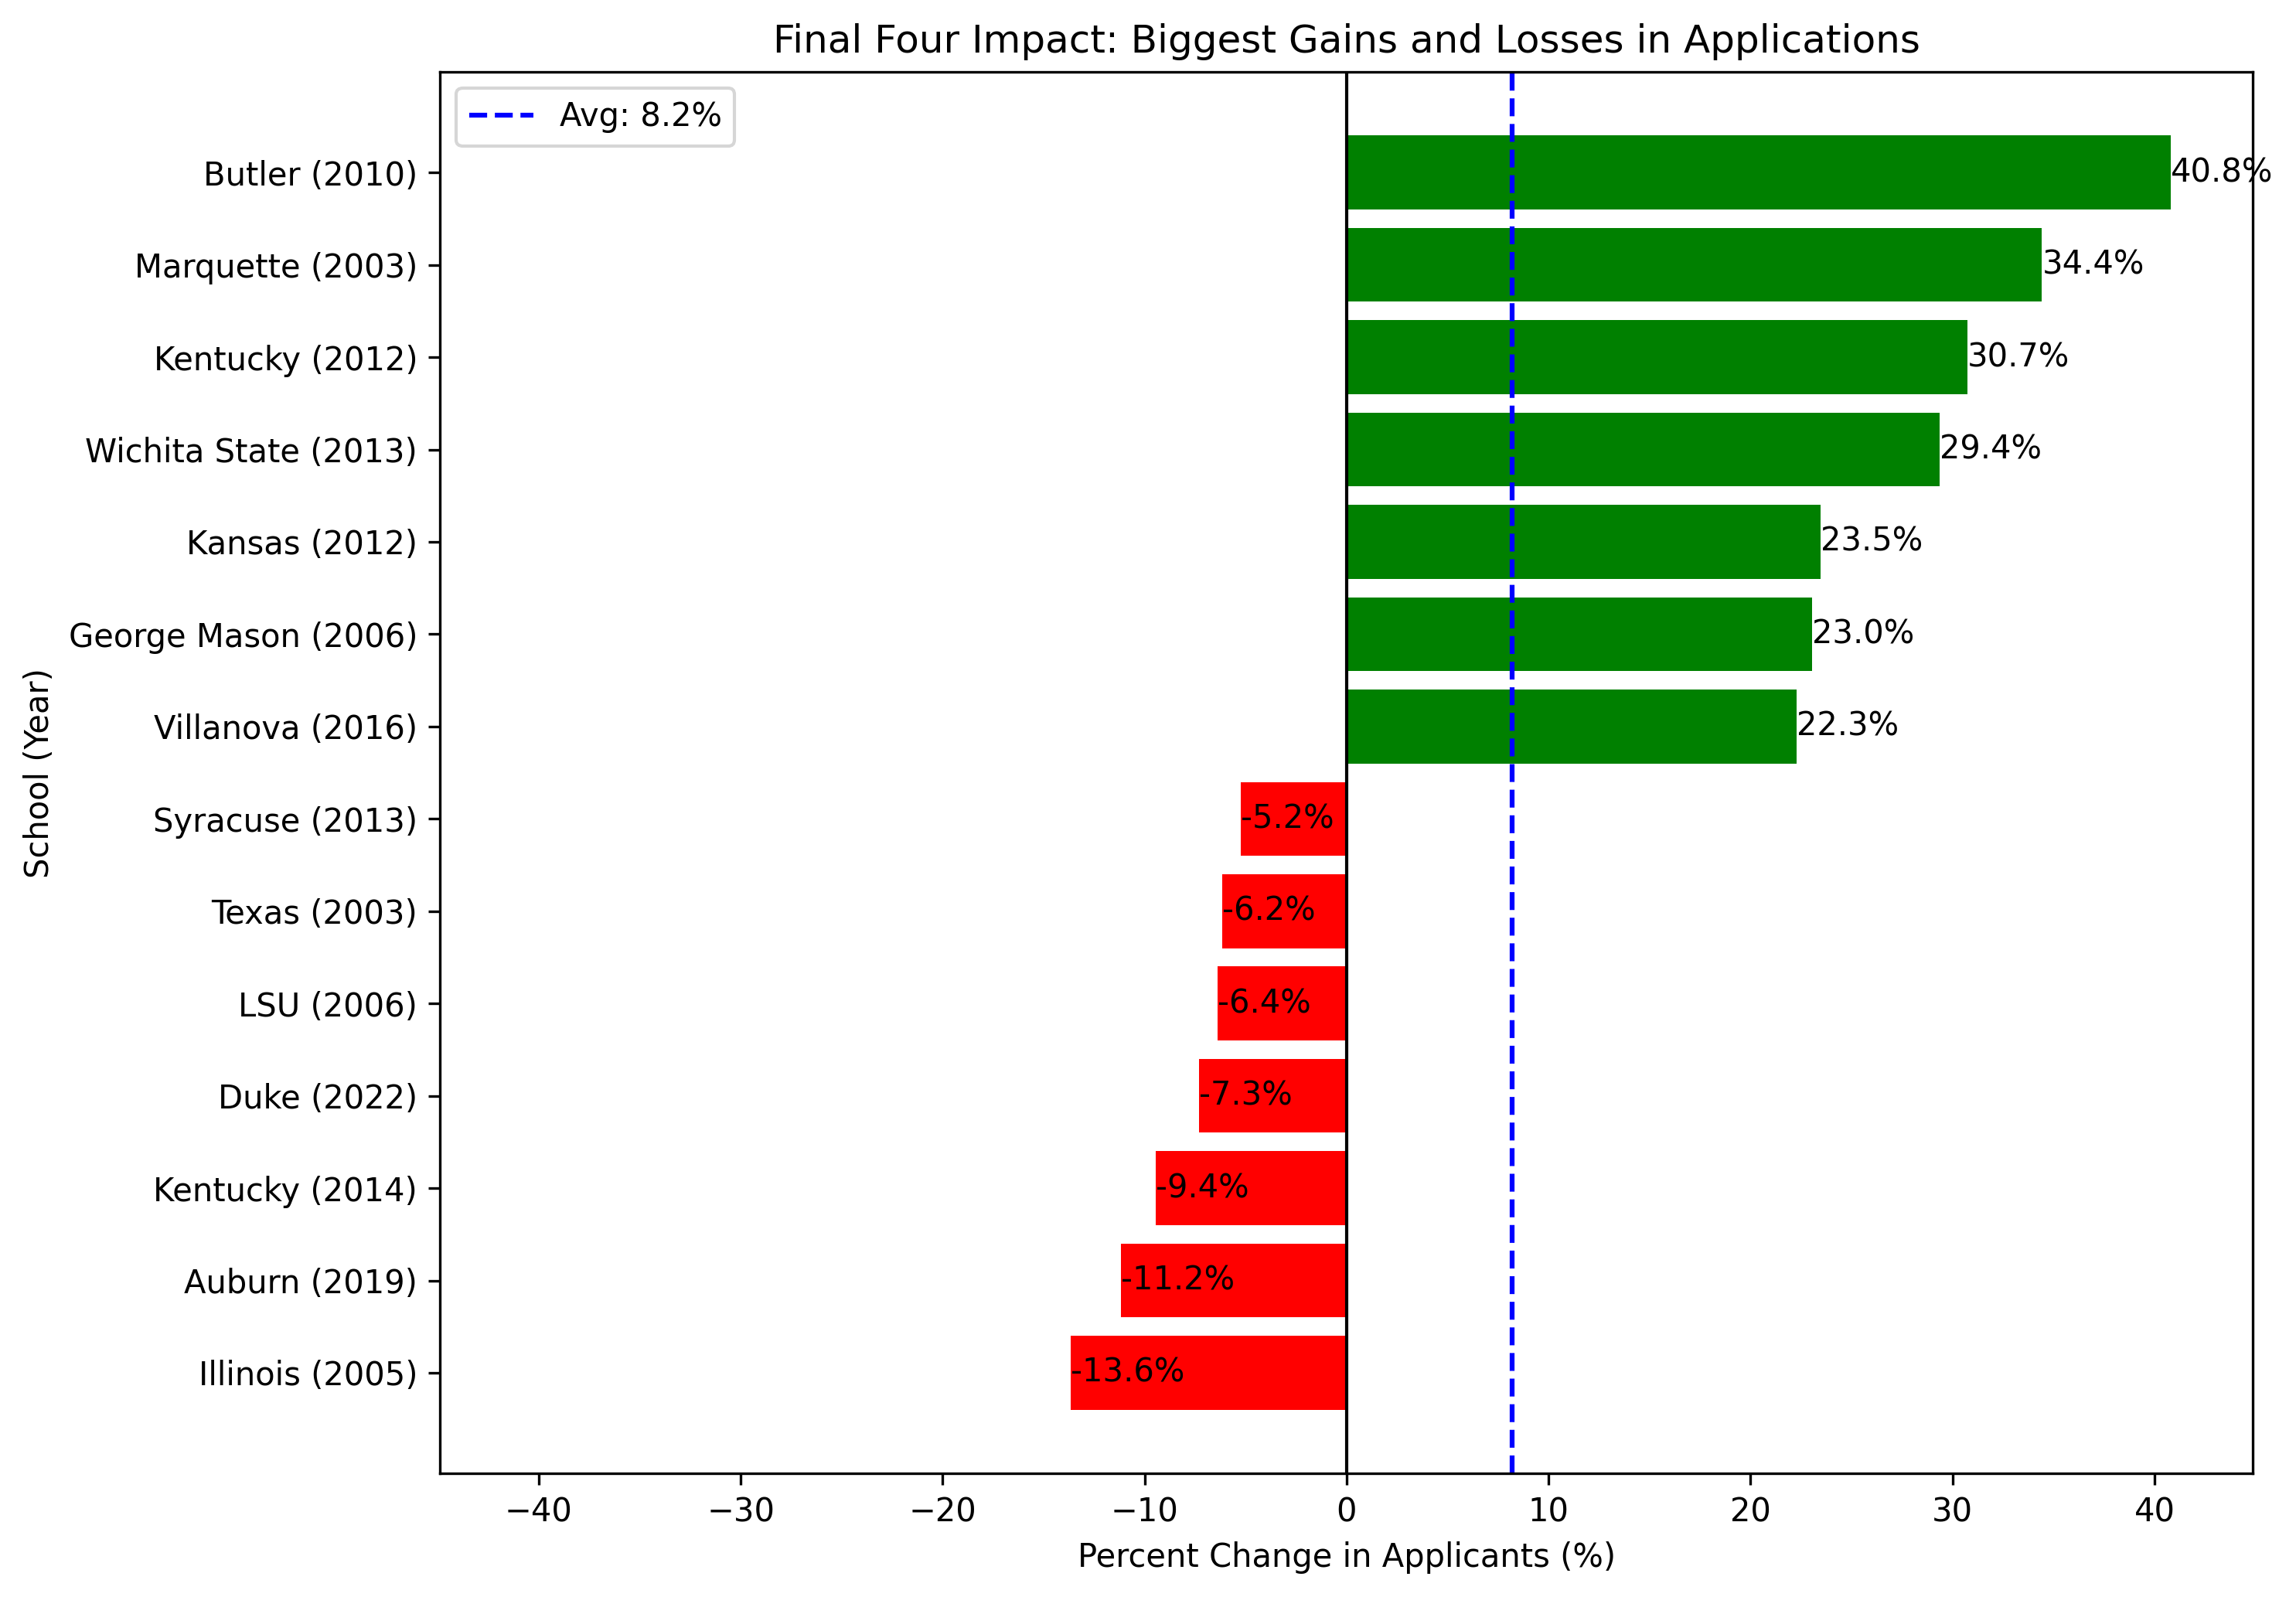 Final Four Impact: Biggest Gains and Losses in Applications
Avg: 8.2%
School (Year)
Butler (2010) 40.8%
Marquette (2003) 34.4%
Kentucky (2012) 30.7%
Wichita State (2013) 29.4%
Kansas (2012) 23.5%
George Mason (2006) 23.0%
Villanova (2016) 22.3%
Syracuse (2013) -5.2%
Texas (2003) -6.2%
LSU (2006) -6.4%
Duke (2022) -7.3%
Kentucky (2014) -9.4%
Auburn (2019) -11.2%
Illinois (2005) -13.6%
−40 −30 −20 −10 0 10 20 30 40
Percent Change in Applicants (%)